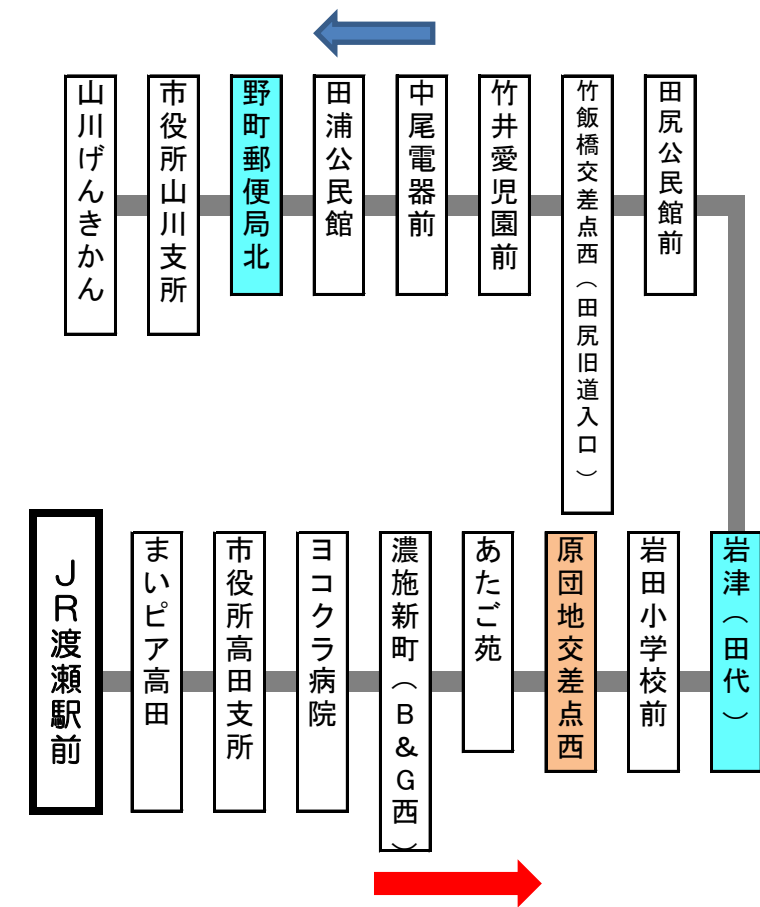 山川げんきかん
市役所山川支所
野町郵便局北
田浦公民館
中尾電器前
竹井愛児園前
竹飯橋交差点西(田尻旧道入口)
田尻公民館前
JR渡瀬駅前
まいピア高田
市役所高田支所
ヨコクラ病院
濃施新町(B&G西)
あたご苑
原団地交差点西
岩田小学校前
岩津(田代)